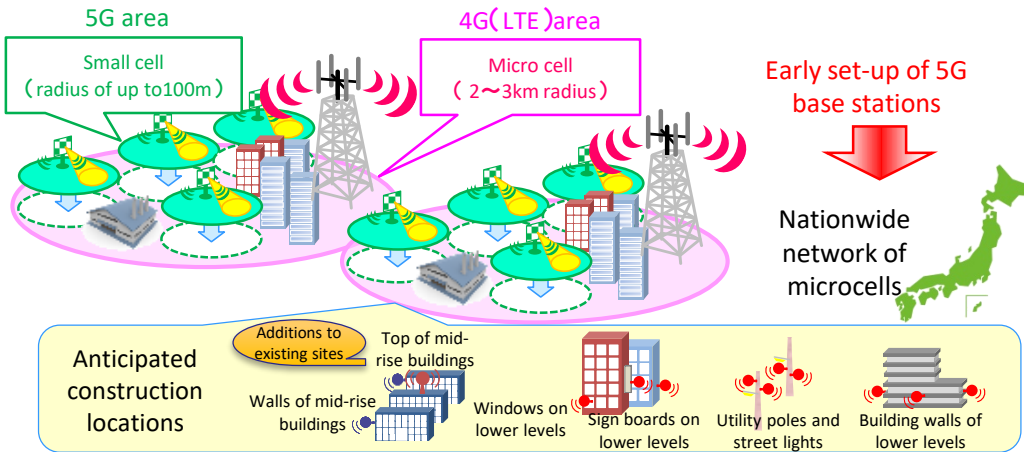 5G area
Small cell
（radius of up to100m）
4G(LTE)area
Micro cell
（ 2～3km radius）
Early set-up of 5G
base stations
Nationwide
network of
microcells
Anticipated
construction
locations
Additions to
existing sites
Top of mid-
rise buildings
Walls of mid-rise
buildings
Windows on
lower levels
Sign boards on
lower levels
Utility poles and
street lights
Building walls of
lower levels